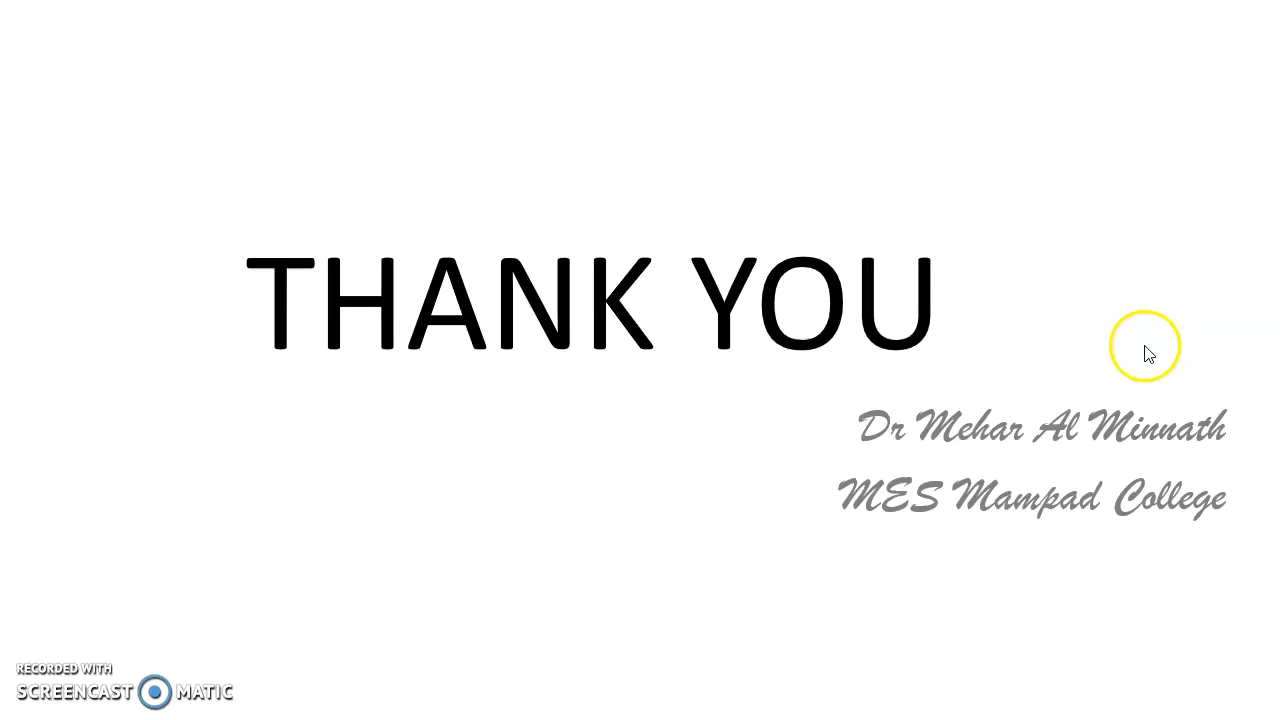 THANK YOU
Dr Mehar Al Minnath
MES Mampad College
RECORDED WITH
SCREENCAST MATIC